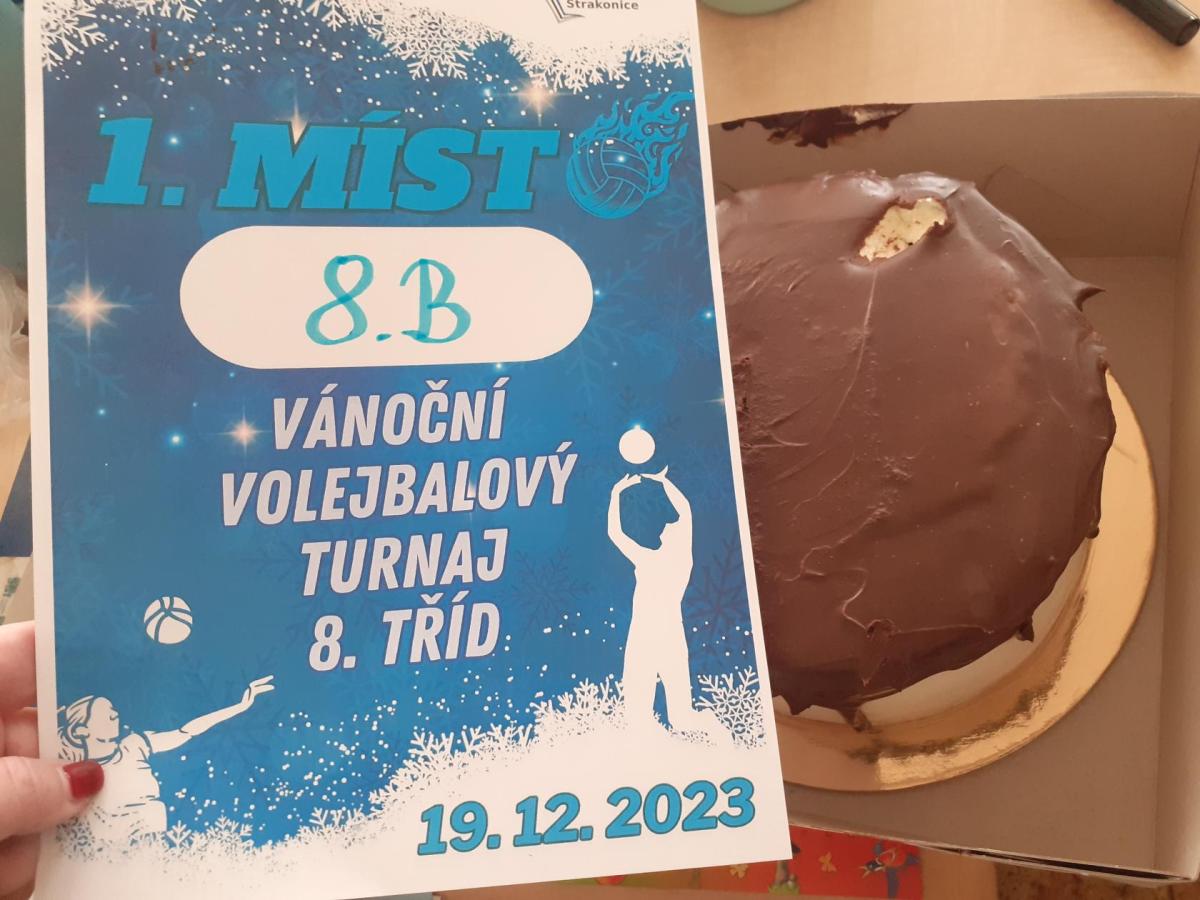 Strakonice
1. MÍST
8.B
VÁNOČNÍ
VOLEJBALOVÝ
TURNAJ
8. TŘÍD
19. 12. 2023